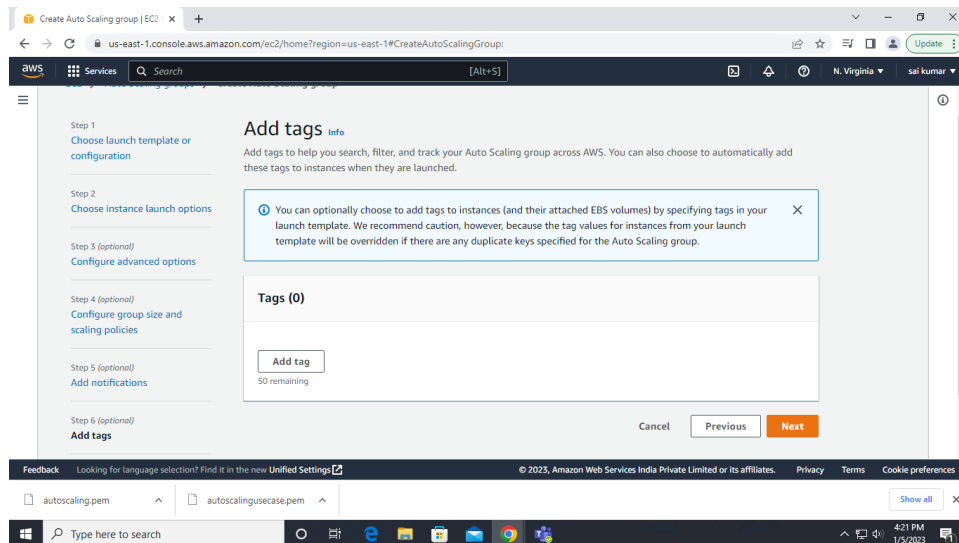 Create Auto Scaling group | EC2
us-east-1.console.aws.amazon.com/ec2/home?region=us-east-1#CreateAutoScalingGroup:
Update
aws
Services
Search
[Alt+S]
N. Virginia
sai kumar
Step 1
Choose launch template or
configuration
Step 2
Choose instance launch options
Step 3 (optional)
Configure advanced options
Step 4 (optional)
Configure group size and
scaling policies
Step 5 (optional)
Add notifications
Step 6 (optional)
Add tags
Add tags Info
Add tags to help you search, filter, and track your Auto Scaling group across AWS. You can also choose to automatically add
these tags to instances when they are launched.
You can optionally choose to add tags to instances (and their attached EBS volumes) by specifying tags in your
launch template. We recommend caution, however, because the tag values for instances from your launch
template will be overridden if there are any duplicate keys specified for the Auto Scaling group.
Tags (0)
Add tag
50 remaining
Cancel
Previous
Next
Feedback
Looking for language selection? Find it in the new Unified Settings
© 2023, Amazon Web Services India Private Limited or its affiliates.
Privacy
Terms
Cookie preferences
autoscaling.pem
autoscalingusecase.pem
Show all
Type here to search
4:21 PM
1/5/2023